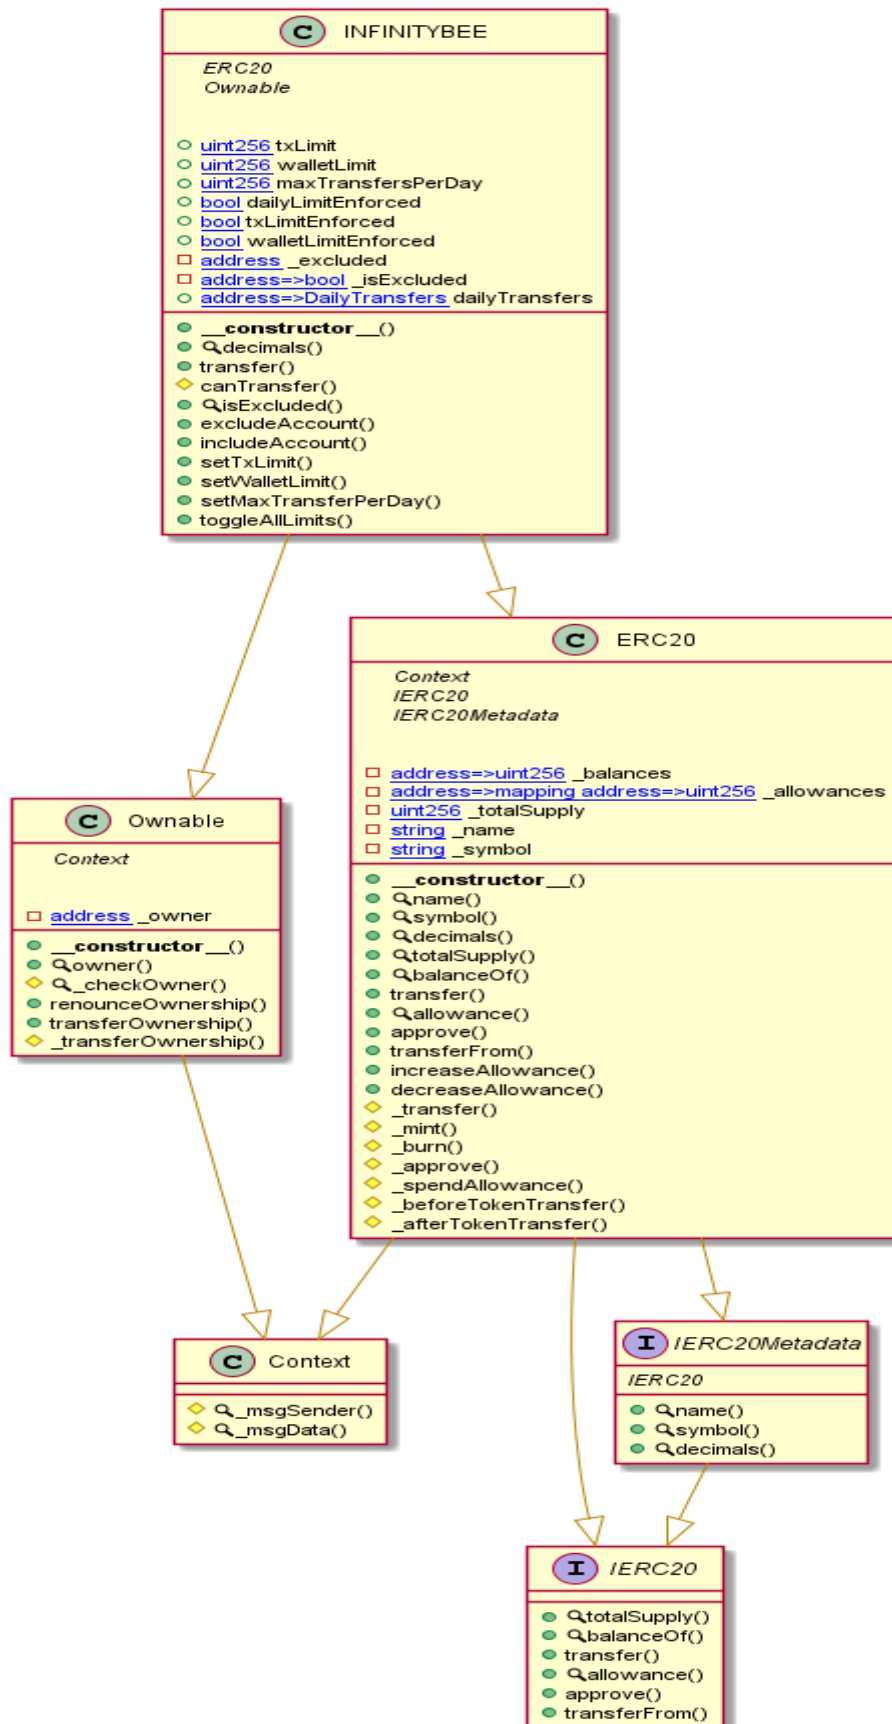 C INFINITYBEE
ERC20
Ownable
uint256 txLimit
uint256 walletLimit
uint256 maxTransfersPerDay
bool dailyLimitEnforced
bool txLimitEnforced
bool walletLimitEnforced
address _excluded
address=>bool _isExcluded
address=>DailyTransfers dailyTransfers
__constructor__()
decimals()
transfer()
canTransfer()
isExcluded()
excludeAccount()
includeAccount()
setTxLimit()
setWalletLimit()
setMaxTransferPerDay()
toggleAllLimits()
C ERC20
Context
IERC20
IERC20Metadata
address=>uint256 _balances
address=>mapping address=>uint256 _allowances
uint256 _totalSupply
string _name
string _symbol
__constructor__()
name()
symbol()
decimals()
totalSupply()
balanceOf()
transfer()
allowance()
approve()
transferFrom()
increaseAllowance()
decreaseAllowance()
_transfer()
_mint()
_burn()
_approve()
_spendAllowance()
_beforeTokenTransfer()
_afterTokenTransfer()
C Ownable
Context
address _owner
__constructor__()
owner()
_checkOwner()
renounceOwnership()
transferOwnership()
_transferOwnership()
C Context
_msgSender()
_msgData()
I IERC20Metadata
IERC20
name()
symbol()
decimals()
I IERC20
totalSupply()
balanceOf()
transfer()
allowance()
approve()
transferFrom()